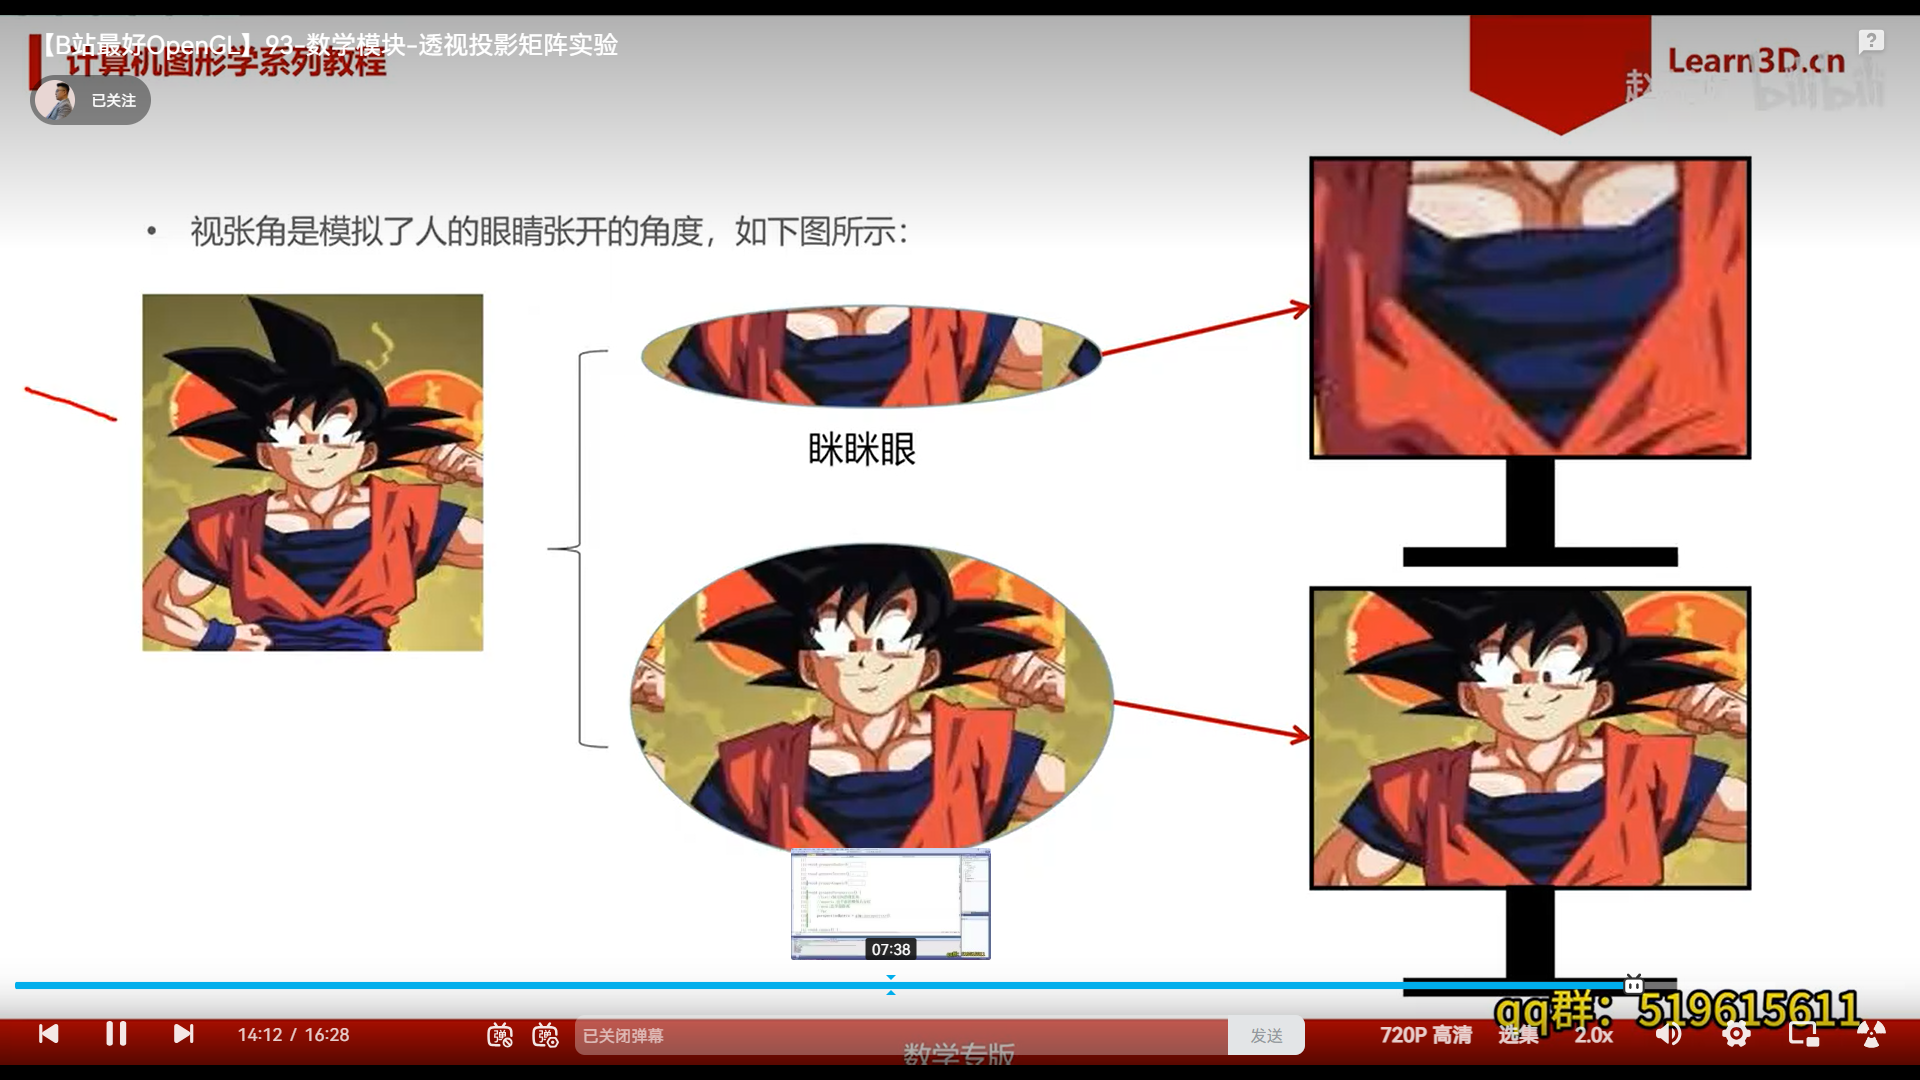 【B站最好OpenGL】93-数学模块-透视投影矩阵实验
计算机图形学系列教程
Learn3D.cn
已关注
bilibili
• 视张角是模拟了人的眼睛张开的角度，如下图所示：
眯眯眼
07:38
qq群：519615611
14:12 / 16:28
已关闭弹幕
发送
720P 高清
选集
2.0x
数学专版